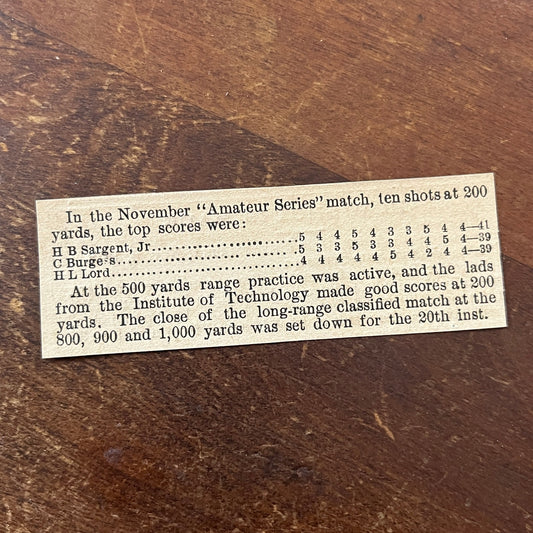 In the November "Amateur Series" match, ten shots at 200
yards, the top scores were:
H B Sargent, Jr........................5 4 4 5 4 3 3 5 4 4—41
C Burge s.............. ..........5 3 3 5 3 3 4 4 5 4—39
H L Lord..............................4 4 4 4 4 5 4 2 4 4—39
At the 500 yards range practice was active, and the lads
from the Institute of Technology made good scores at 200
yards. The close of the long-range classified match at the
800, 900 and 1,000 yards was set down for the 20th inst.